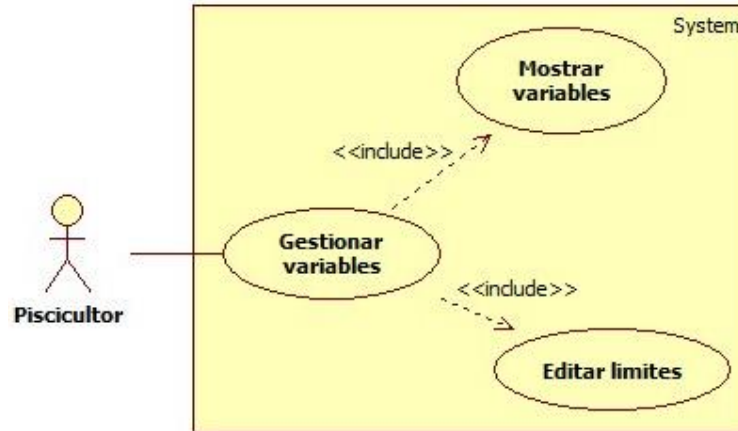 System
Mostrar
variables
<<include>>
Gestionar
variables
Piscicultor
<<include>>
Editar limites